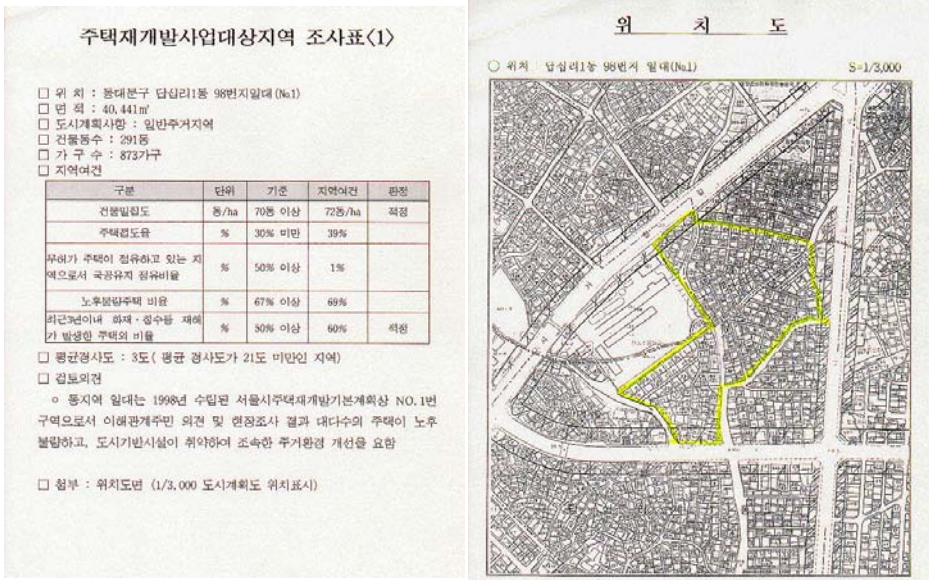 주택재개발사업대상지역 조사표<1>
□ 위 치 : 동대문구 답십리1동 98번지일대(No.1)
□ 면 적 : 40,441㎡
□ 도시계획사항 : 일반주거지역
□ 건물동수 : 291동
□ 가 구 수 : 873가구
□ 지역여건
구분 단위 기준 지역여건 판정
건물밀집도 동/ha 70동 이상 72동/ha 적정
주택접도율 % 30% 미만 39%
무허가 주택이 점유하고 있는 지
역으로서 국공유지 점유비율 % 50% 이상 1%
노후불량주택 비율 % 67% 이상 69%
최근3년이내 화재·침수등 재해
가 발생한 주택의 비율 % 50% 이상 60% 적정
□ 평균경사도 : 3도( 평균 경사도가 21도 미만인 지역)
□ 검토의견
ㅇ 동지역 일대는 1998년 수립된 서울시주택재개발기본계획상 NO.1번
구역으로서 이해관계주민 의견 및 현장조사 결과 대다수의 주택이 노후
불량하고, 도시기반시설이 취약하여 조속한 주거환경 개선을 요함
□ 첨부 : 위치도면 (1/3,000 도시계획도 위치표시)
위 치 도
○ 위치 : 답십리1동 98번지 일대(No.1) S=1/3,000